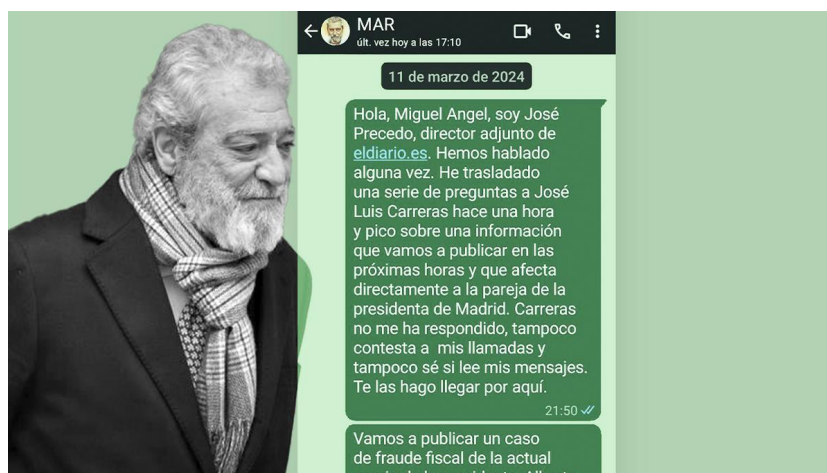 MAR
últ. vez hoy a las 17:10
11 de marzo de 2024
Hola, Miguel Angel, soy José
Precedo, director adjunto de
eldiario.es. Hemos hablado
alguna vez. He trasladado
una serie de preguntas a José
Luis Carreras hace una hora
y pico sobre una información
que vamos a publicar en las
próximas horas y que afecta
directamente a la pareja de la
presidenta de Madrid. Carreras
no me ha respondido, tampoco
contesta a mis llamadas y
tampoco sé si lee mis mensajes.
Te las hago llegar por aquí.
21:50
Vamos a publicar un caso
de fraude fiscal de la actual